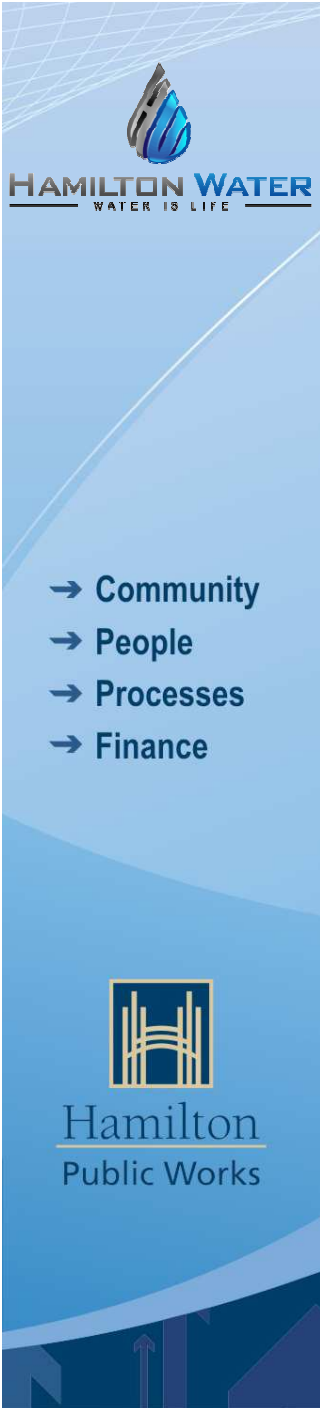 HAMILTON WATER
WATER IS LIFE
→ Community
→ People
→ Processes
→ Finance
Hamilton
Public Works